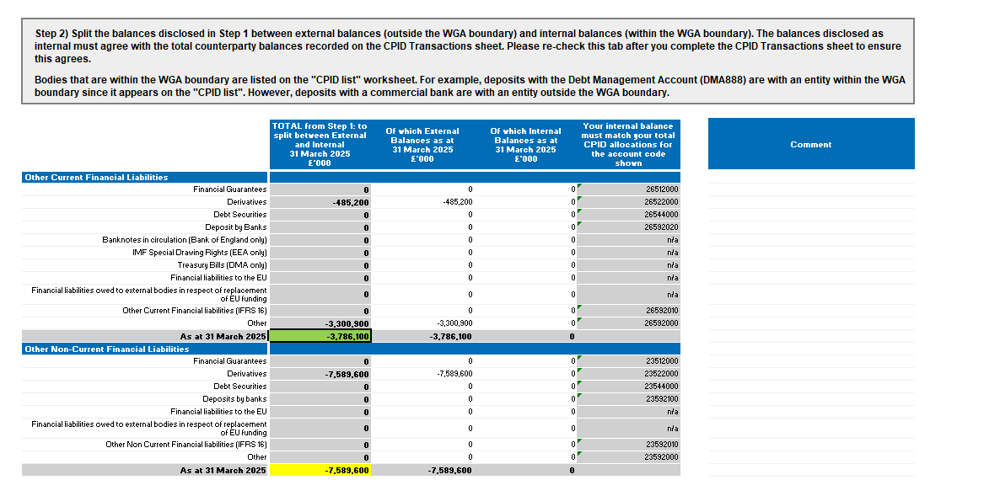 Step 2) Split the balances disclosed in Step 1 between external balances (outside the WGA boundary) and internal balances (within the WGA boundary). The balances disclosed as
internal must agree with the total counterparty balances recorded on the CPID Transactions sheet. Please re-check this tab after you complete the CPID Transactions sheet to ensure
this agrees.
Bodies that are within the WGA boundary are listed on the "CPID list" worksheet. For example, deposits with the Debt Management Account (DMA888) are with an entity within the WGA
boundary since it appears on the "CPID list". However, deposits with a commercial bank are with an entity outside the WGA boundary.
TOTAL from Step 1: to
split between External
and Internal
31 March 2025
£'000
Of which External
Balances as at
31 March 2025
£'000
Of which Internal
Balances as at
31 March 2025
£'000
Your internal balance
must match your total
CPID allocations for
the account code
shown
Comment
Other Current Financial Liabilities
Financial Guarantees 0 0 0 26512000
Derivatives -485,200 -485,200 0 26522000
Debt Securities 0 0 0 26544000
Deposit by Banks 0 0 0 26592020
Banknotes in circulation (Bank of England only) 0 0 0 n/a
IMF Special Drawing Rights (EEA only) 0 0 0 n/a
Treasury Bills (DMA only) 0 0 0 n/a
Financial liabilities to the EU 0 0 0 n/a
Financial liabilities owed to external bodies in respect of replacement
of EU funding 0 0 0 n/a
Other Current Financial liabilities (IFRS 16) 0 0 0 26592010
Other -3,300,900 -3,300,900 0 26592000
As at 31 March 2025 -3,786,100 -3,786,100 0
Other Non-Current Financial Liabilities
Financial Guarantees 0 0 0 23512000
Derivatives -7,589,600 -7,589,600 0 23522000
Debt Securities 0 0 0 23544000
Deposits by banks 0 0 0 23592100
Financial liabilities to the EU 0 0 0 n/a
Financial liabilities owed to external bodies in respect of replacement
of EU funding 0 0 0 n/a
Other Non Current Financial liabilities (IFRS 16) 0 0 0 23592010
Other 0 0 0 23592000
As at 31 March 2025 -7,589,600 -7,589,600 0